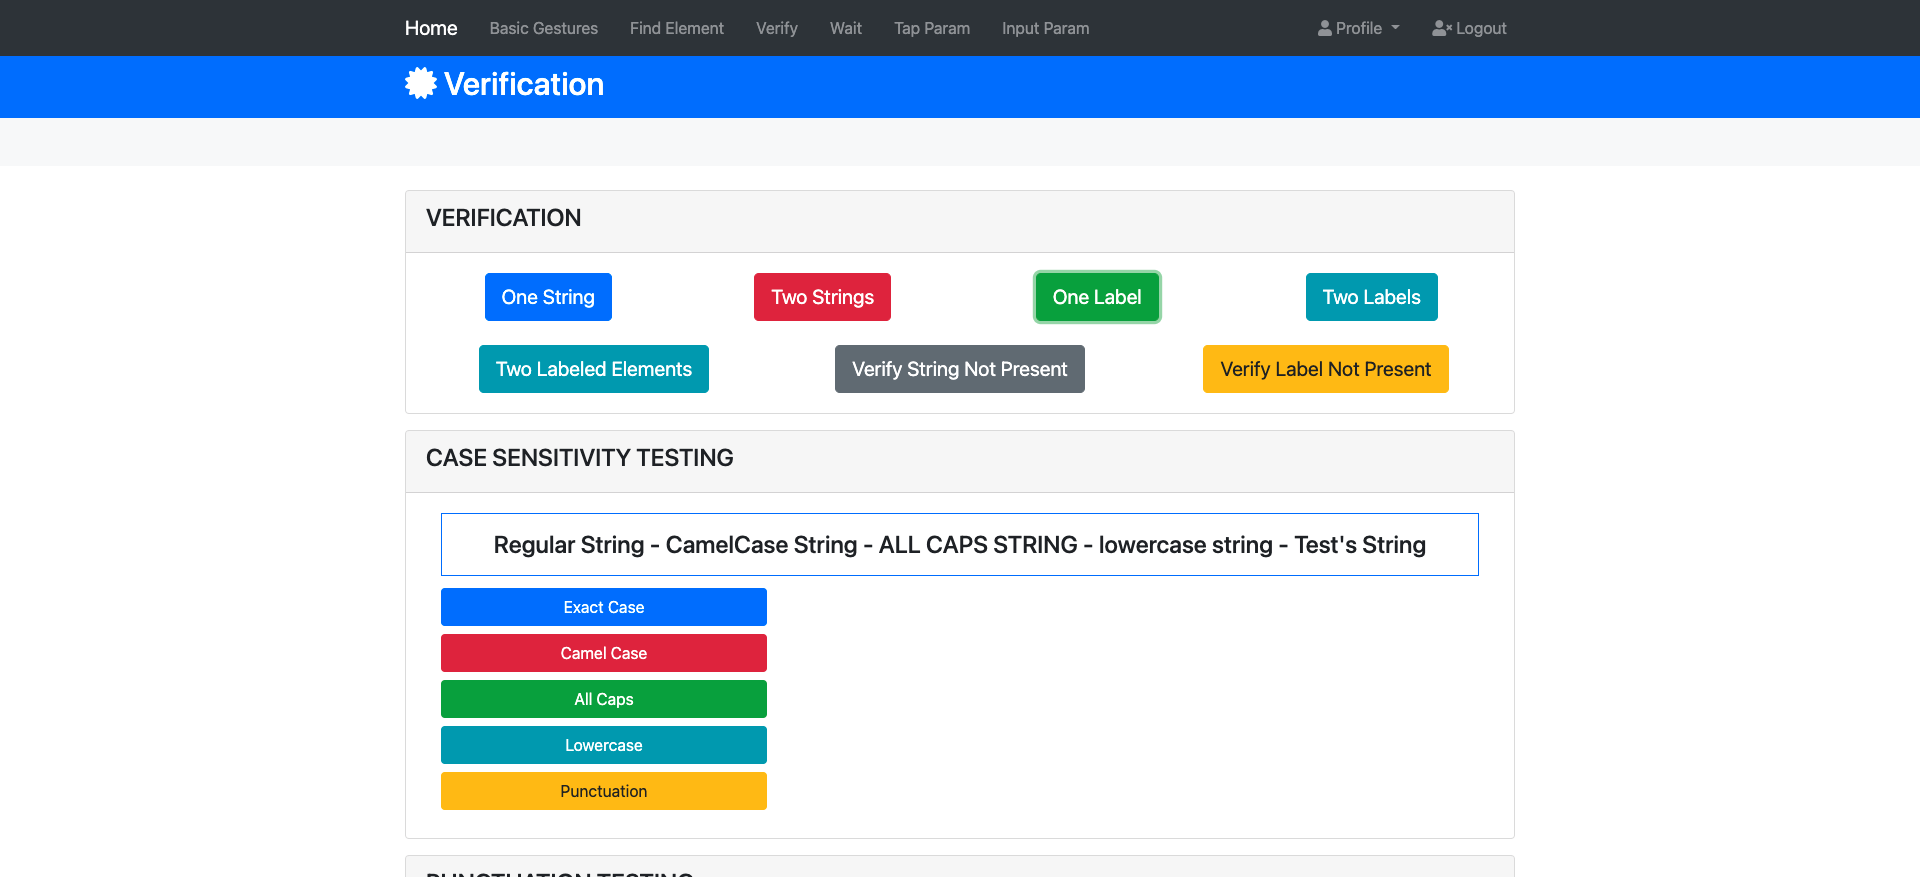 Home Basic Gestures Find Element Verify Wait Tap Param Input Param Profile Logout
Verification
VERIFICATION
One String Two Strings One Label Two Labels
Two Labeled Elements Verify String Not Present Verify Label Not Present
CASE SENSITIVITY TESTING
Regular String - CamelCase String - ALL CAPS STRING - lowercase string - Test's String
Exact Case
Camel Case
All Caps
Lowercase
Punctuation
PUNCTUATION TESTING